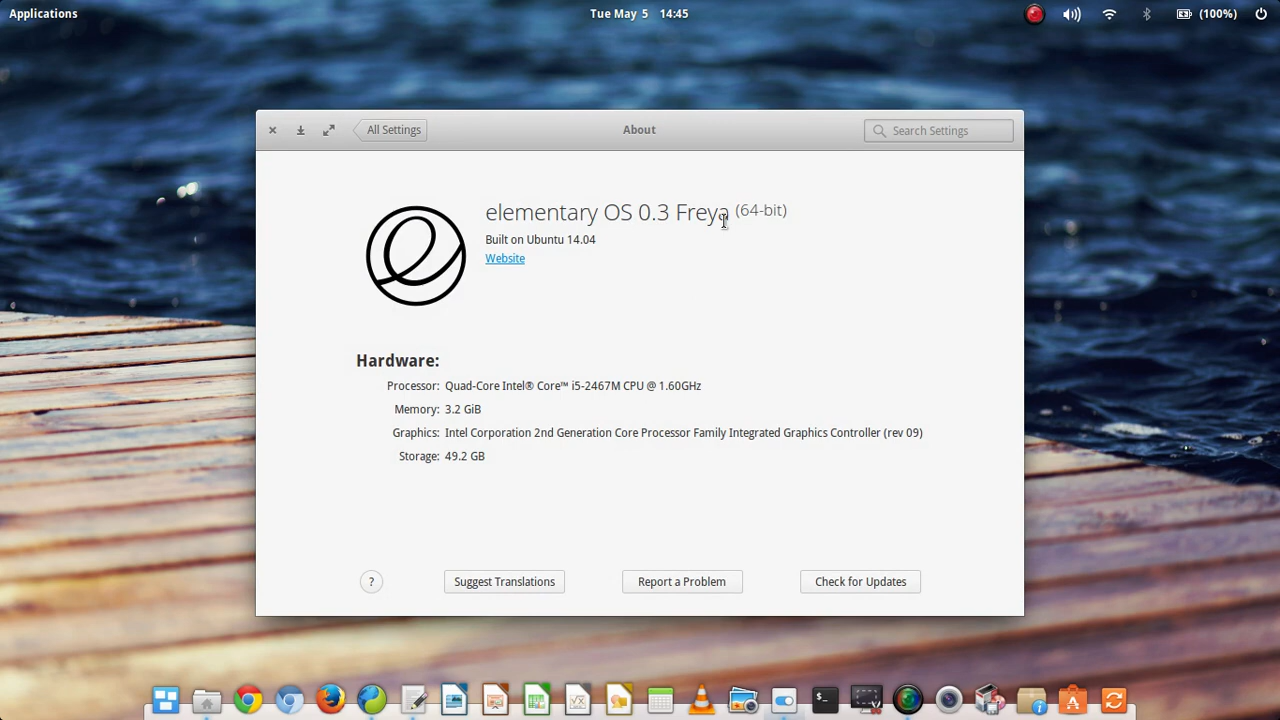 Applications
Tue May 5 14:45
(100%)
All Settings
About
Search Settings
elementary OS 0.3 Freya (64-bit)
Built on Ubuntu 14.04
Website
Hardware:
Processor: Quad-Core Intel® Core™ i5-2467M CPU @ 1.60GHz
Memory: 3.2 GiB
Graphics: Intel Corporation 2nd Generation Core Processor Family Integrated Graphics Controller (rev 09)
Storage: 49.2 GB
?
Suggest Translations
Report a Problem
Check for Updates